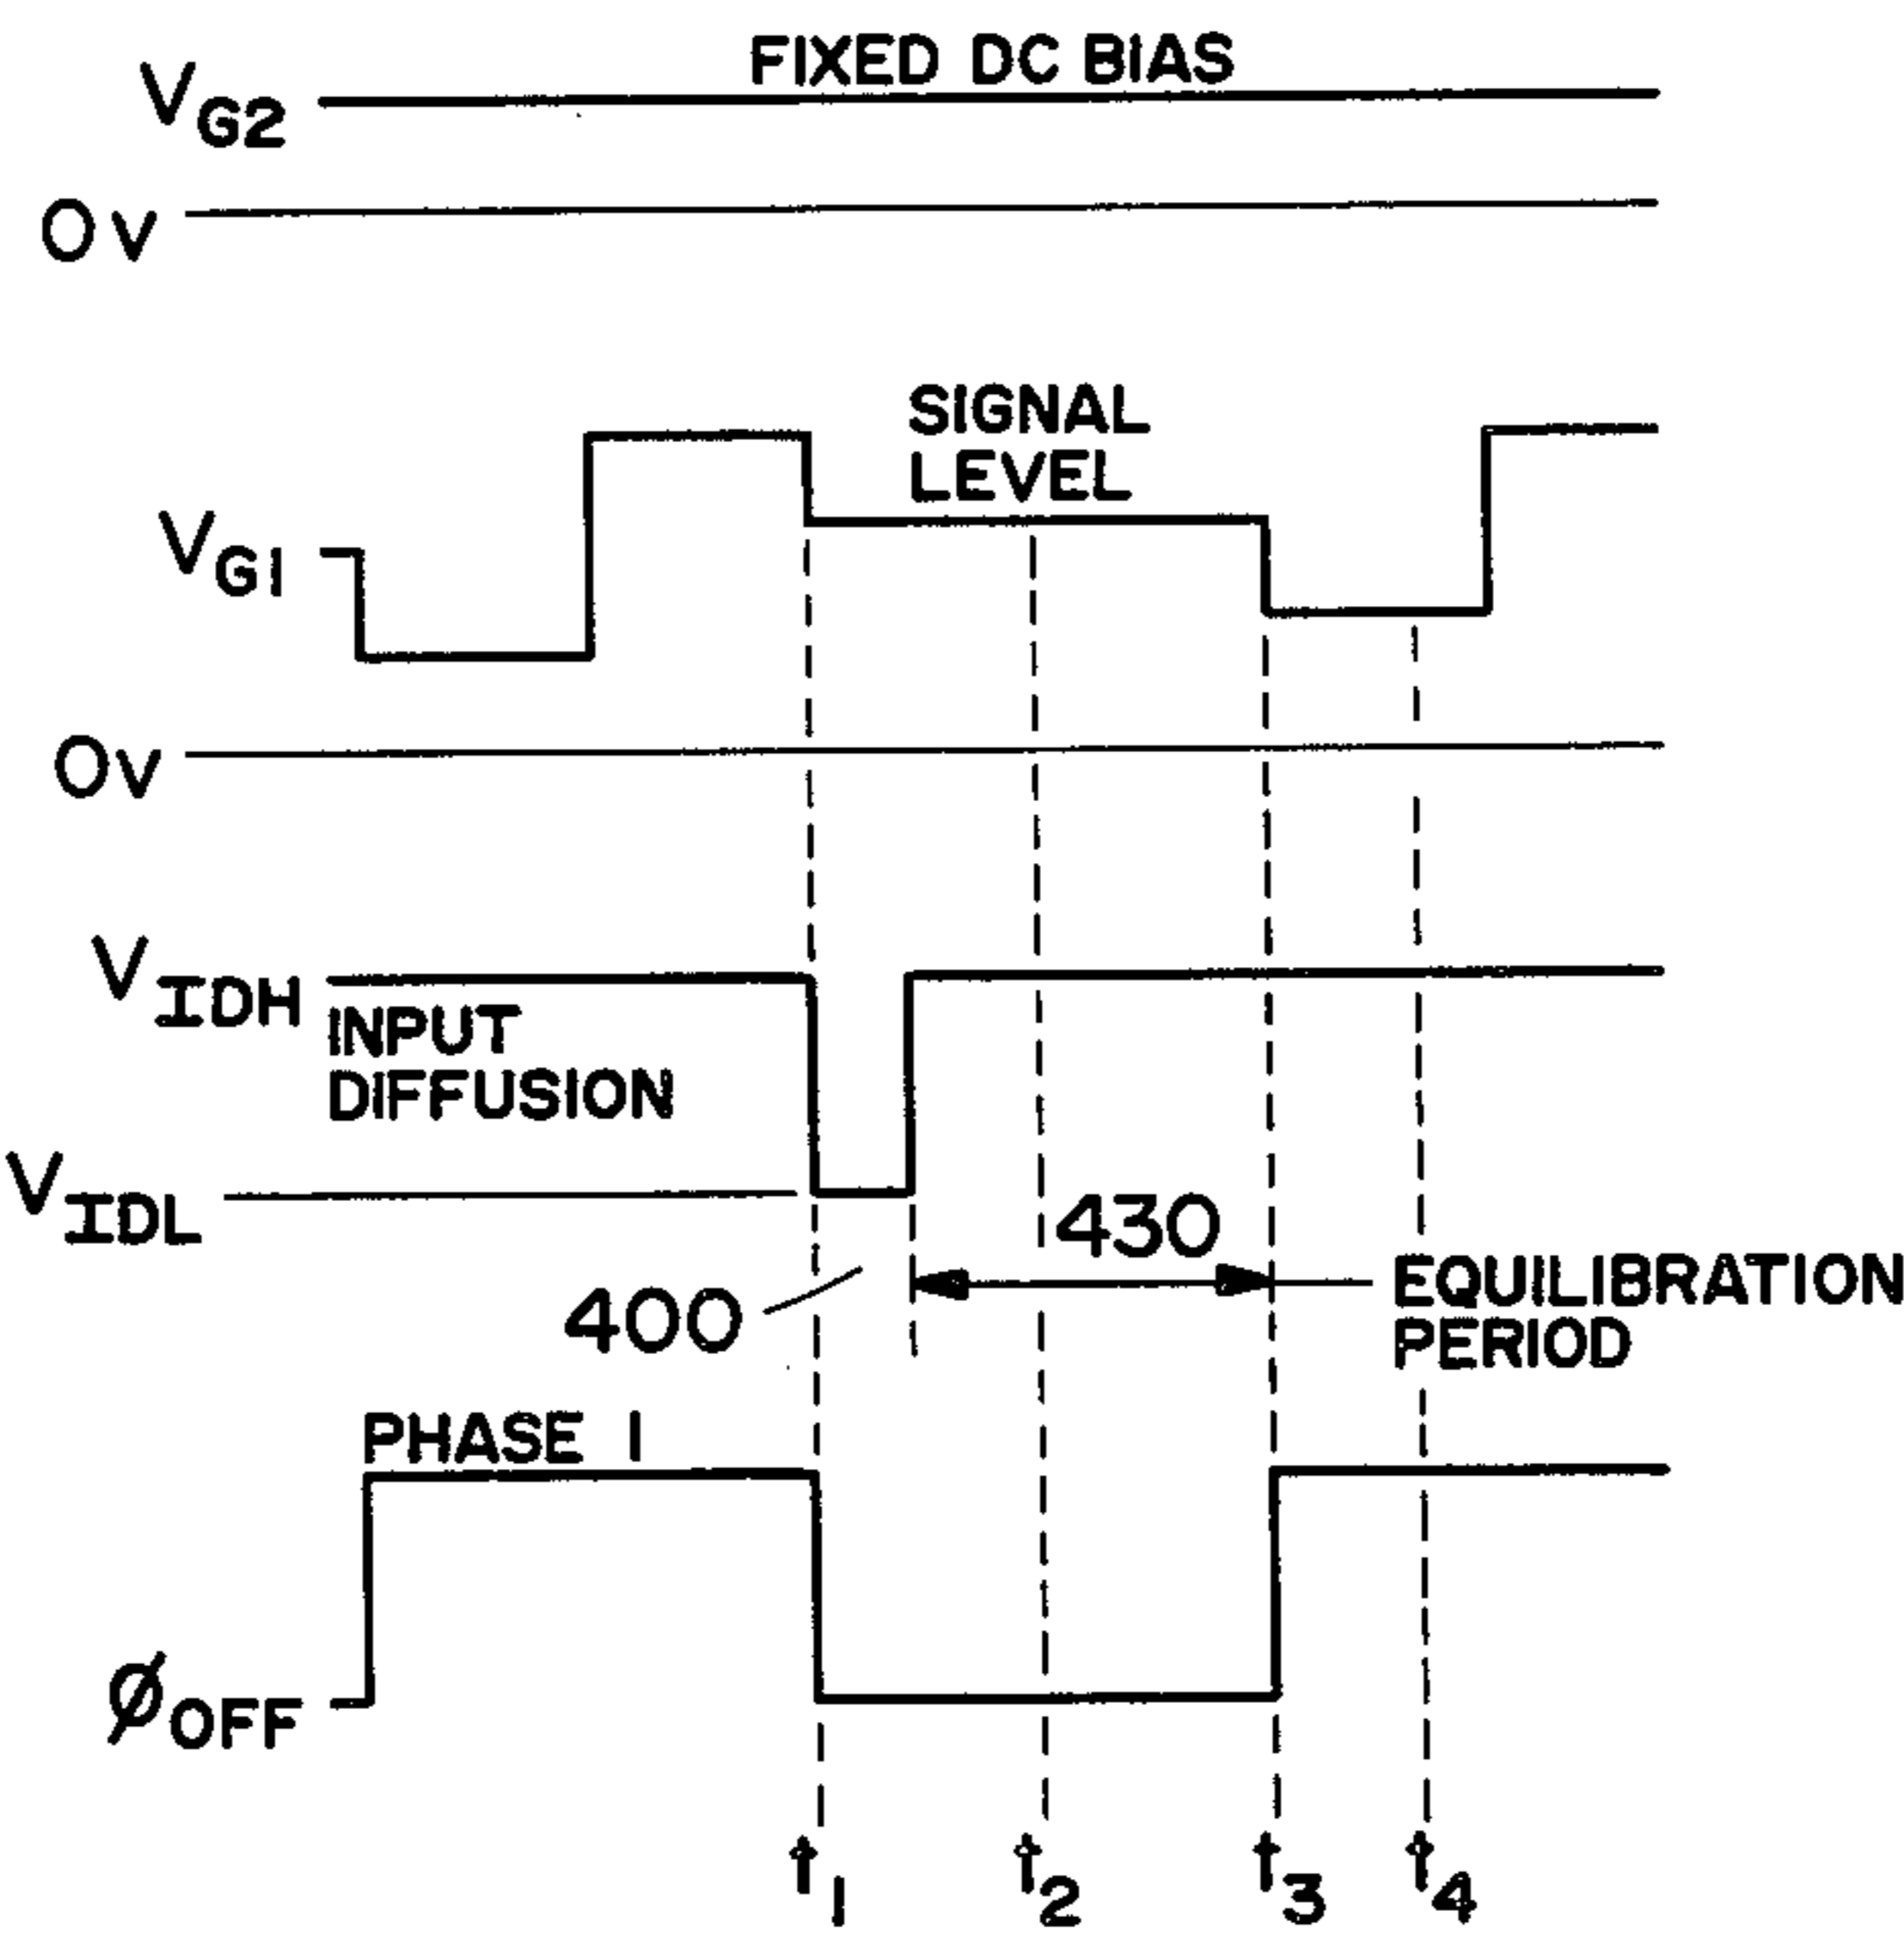 FIXED DC BIAS
VG2
0V
SIGNAL
LEVEL
VG1
0V
VIDH
INPUT
DIFFUSION
VIDL
430
400
EQUILIBRATION
PERIOD
PHASE 1
ØOFF
t1 t2 t3 t4